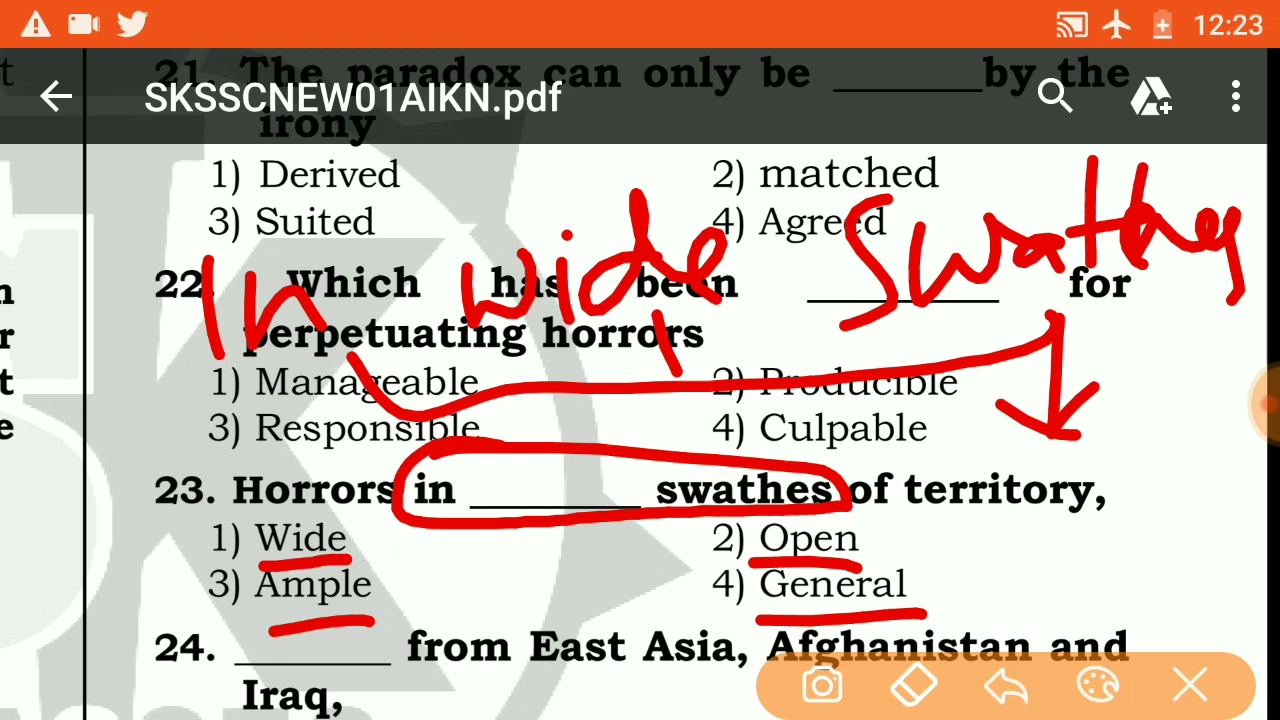 12:23
SKSSCNEW01AIKN.pdf
t
21. The paradox can only be _______ by the
irony
1) Derived 2) matched
3) Suited 4) Agreed
In wide swathes
n
22. Which has been _________ for
r
perpetuating horrors
t
1) Manageable 2) Producible
e
3) Responsible 4) Culpable
23. Horrors in ________ swathes of territory,
1) Wide 2) Open
3) Ample 4) General
24. _______ from East Asia, Afghanistan and
Iraq,